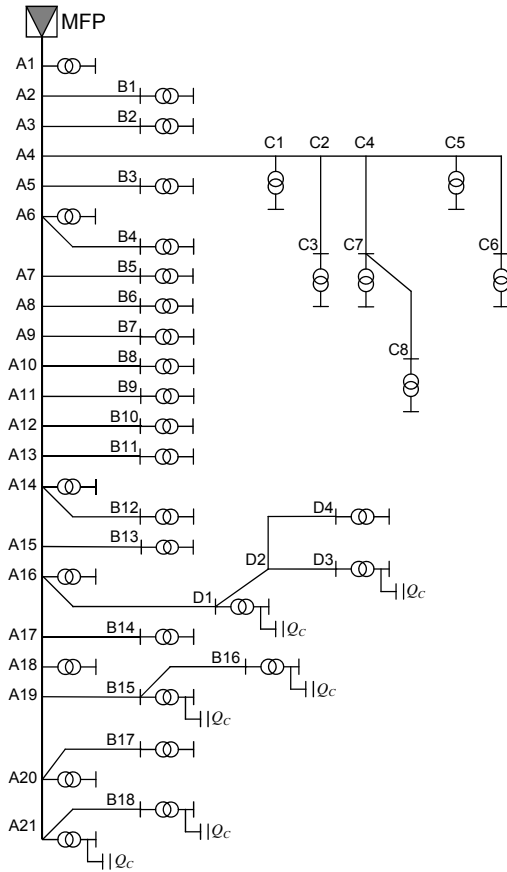 MFP
A1
A2 B1
A3 B2
A4 C1 C2 C4 C5
A5 B3
A6
B4 C3 C7 C6
A7 B5
A8 B6
A9 B7
A10 B8 C8
A11 B9
A12 B10
A13 B11
A14
B12 D4
A15 B13
D2 D3
A16
D1
QC
QC
A17 B14
A18 B16
QC
A19 B15
QC
B17
A20
B18
A21
QC
QC